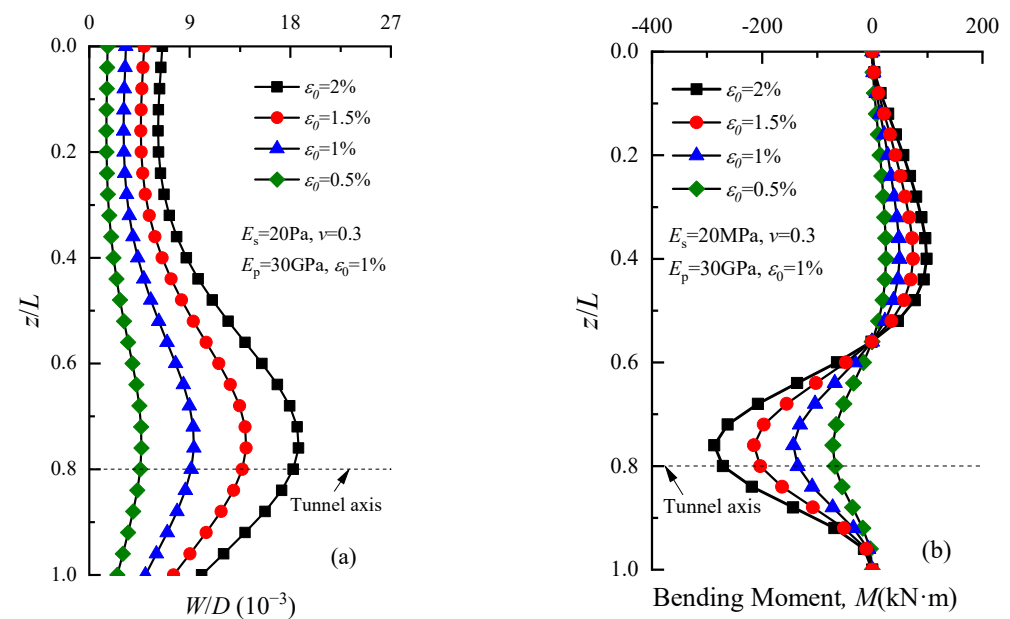 0 9 18 27
0.0
0.2
0.4
0.6
0.8
1.0
z/L
ε0=2%
ε0=1.5%
ε0=1%
ε0=0.5%
Es=20Pa, ν=0.3
Ep=30GPa, ε0=1%
Tunnel axis
(a)
W/D (10⁻³)
-400 -200 0 200
0.0
0.2
0.4
0.6
0.8
1.0
z/L
ε0=2%
ε0=1.5%
ε0=1%
ε0=0.5%
Es=20MPa, ν=0.3
Ep=30GPa, ε0=1%
Tunnel axis
(b)
Bending Moment, M(kN·m)